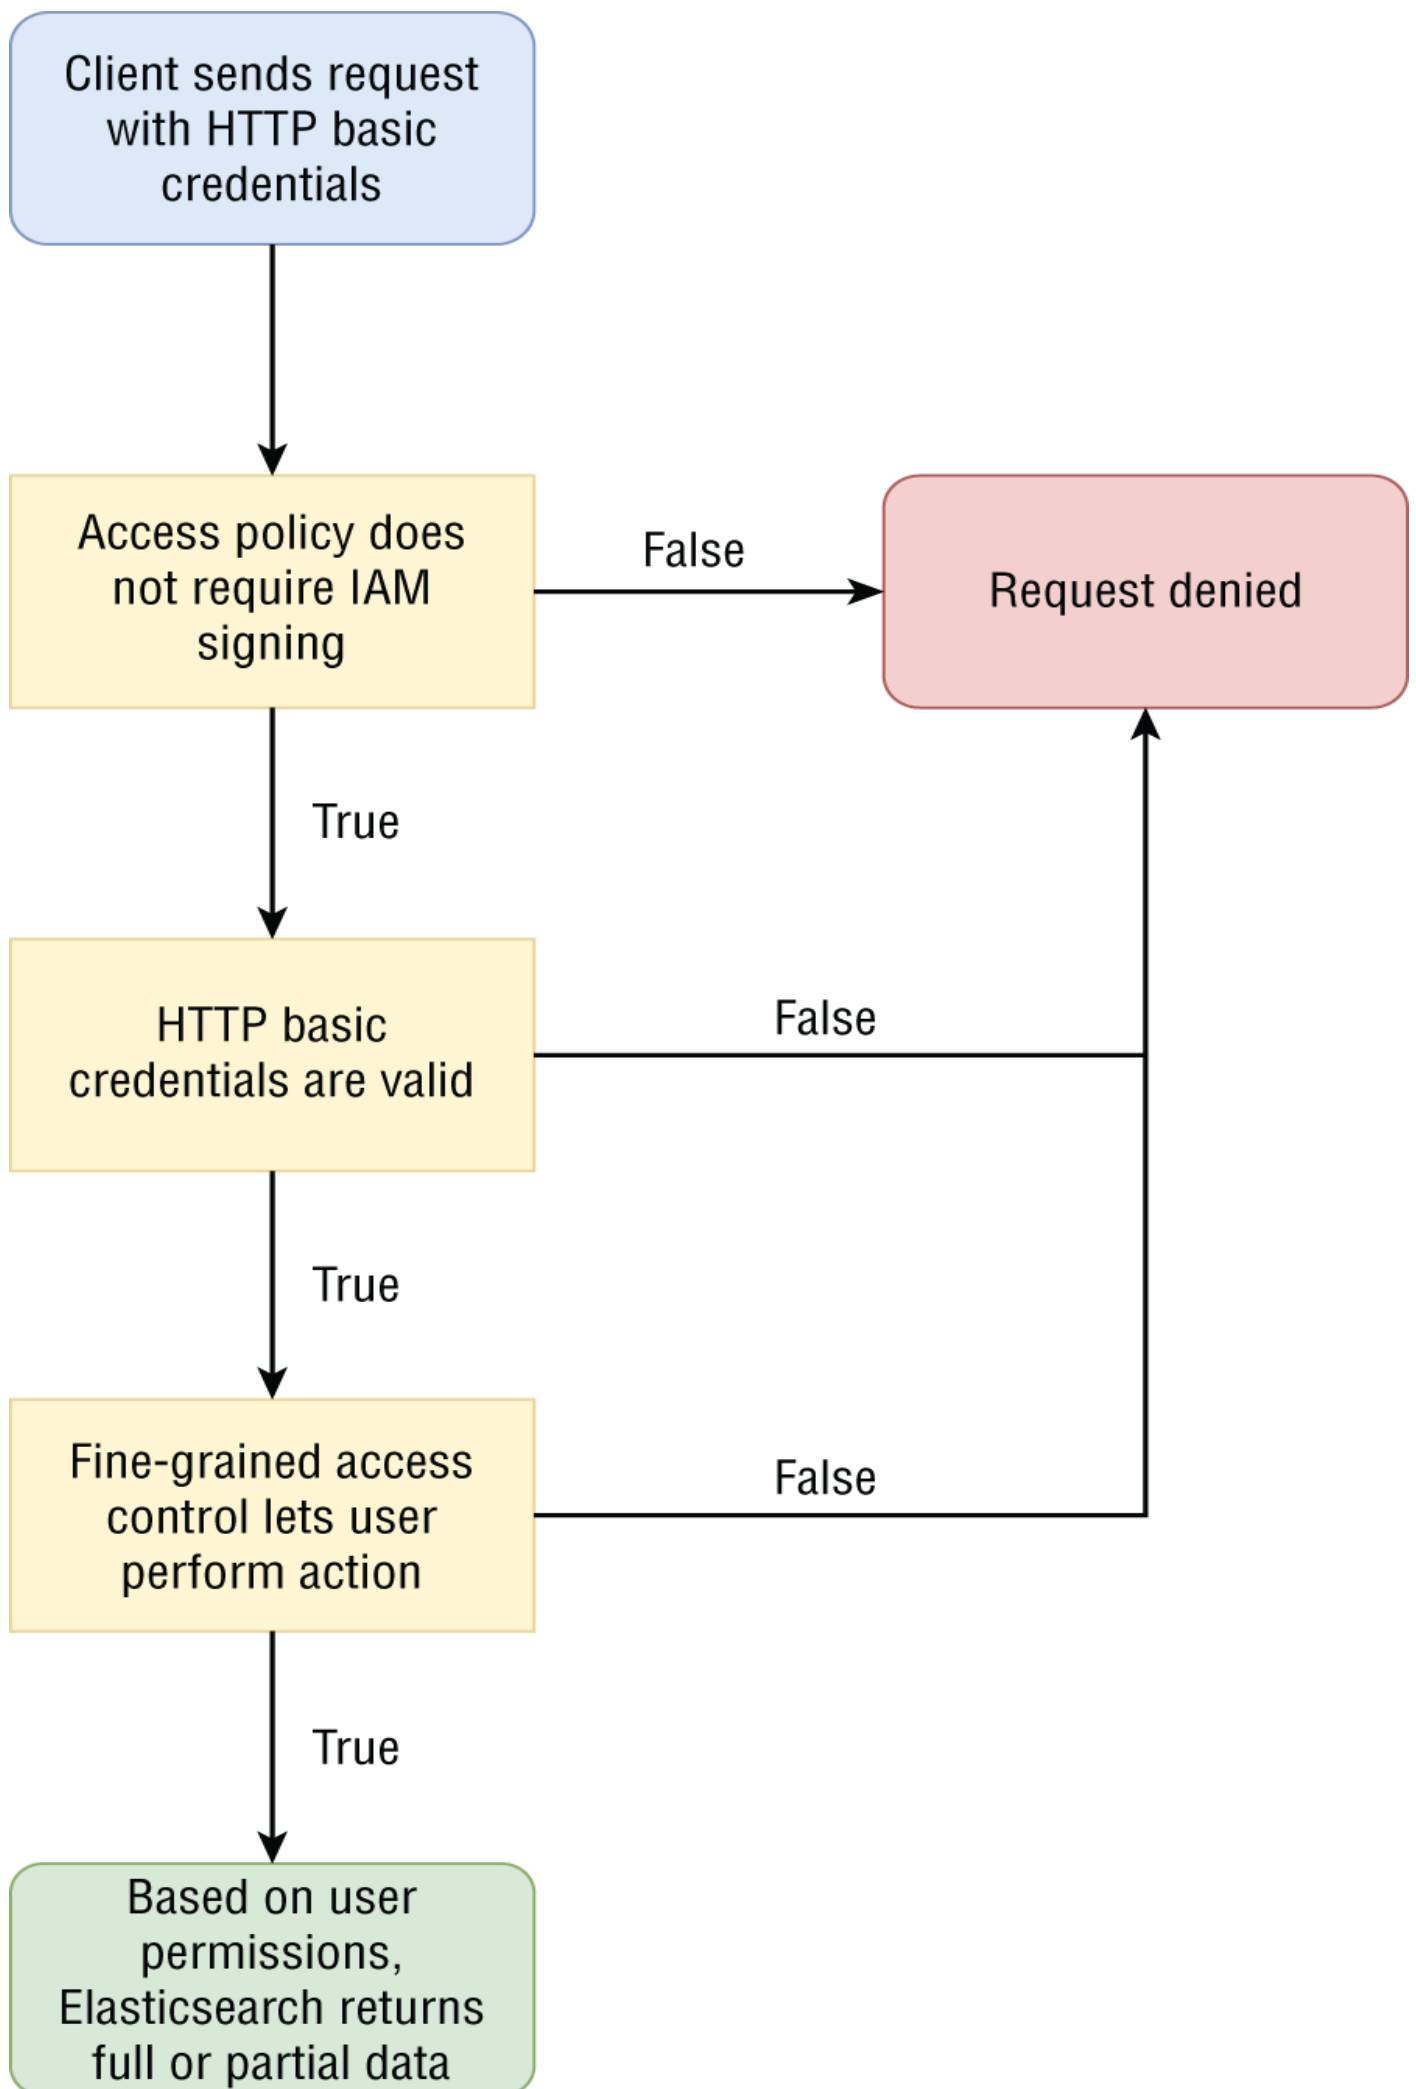 Client sends request
with HTTP basic
credentials
Access policy does
not require IAM
signing
False
Request denied
True
HTTP basic
credentials are valid
False
True
Fine-grained access
control lets user
perform action
False
True
Based on user
permissions,
Elasticsearch returns
full or partial data